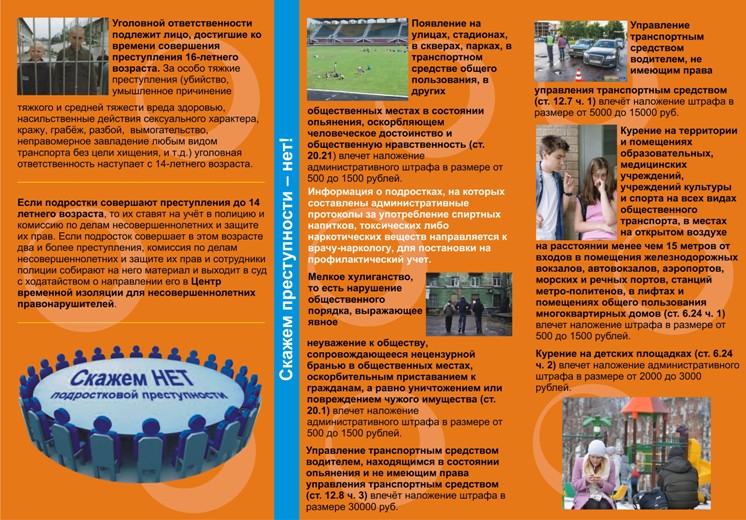 Уголовной ответственности
подлежит лицо, достигшие ко
времени совершения
преступления 16-летнего
возраста. За особо тяжкие
преступления (убийство,
умышленное причинение
тяжкого и средней тяжести вреда здоровью,
насильственные действия сексуального характера,
кражу, грабёж, разбой, вымогательство,
неправомерное завладение любым видом
транспорта без цели хищения, и т.д.) уголовная
ответственность наступает с 14-летнего возраста.
Если подростки совершают преступления до 14
летнего возраста, то их ставят на учёт в полицию и
комиссию по делам несовершеннолетних и защите
их прав. Если подросток совершает в этом возрасте
два и более преступления, комиссия по делам
несовершеннолетних и защите их прав и сотрудники
полиции собирают на него материал и выходит в суд
с ходатайством о направлении его в Центр
временной изоляции для несовершеннолетних
правонарушителей.
Скажем НЕТ
подростковой преступности
Скажем преступности – нет!
Появление на
улицах, стадионах,
в скверах, парках, в
транспортном
средстве общего
пользования, в
других
общественных местах в состоянии
опьянения, оскорбляющем
человеческое достоинство и
общественную нравственность (ст.
20.21) влечет наложение
административного штрафа в размере от
500 до 1500 рублей.
Информация о подростках, на которых
составлены административные
протоколы за употребление спиртных
напитков, токсических либо
наркотических веществ направляется к
врачу-наркологу, для постановки на
профилактический учет.
Мелкое хулиганство,
то есть нарушение
общественного
порядка, выражающее
явное
неуважение к обществу,
сопровождающееся нецензурной
бранью в общественных местах,
оскорбительным приставанием к
гражданам, а равно уничтожением или
повреждением чужого имущества (ст.
20.1) влечет наложение
административного штрафа в размере от
500 до 1500 рублей.
Управление транспортным средством
водителем, находящимся в состоянии
опьянения и не имеющим права
управления транспортным средством
(ст. 12.8 ч. 3) влечёт наложение штрафа в
размере 30000 руб.
Управление
транспортным
средством
водителем, не
имеющим права
управления транспортным средством
(ст. 12.7 ч. 1) влечёт наложение штрафа в
размере от 5000 до 15000 руб.
Курение на территории
и помещениях
образовательных,
медицинских
учреждений,
учреждений культуры
и спорта на всех видах
общественного
транспорта, в местах
на открытом воздухе
на расстоянии менее чем 15 метров от
входов в помещения железнодорожных
вокзалов, автовокзалов, аэропортов,
морских и речных портов, станций
метро-политенов, в лифтах и
помещениях общего пользования
многоквартирных домов (ст. 6.24 ч. 1)
влечет наложение штрафа в размере от
500 до 1500 рублей.
Курение на детских площадках (ст. 6.24
ч. 2) влечёт наложение административного
штрафа в размере от 2000 до 3000
рублей.